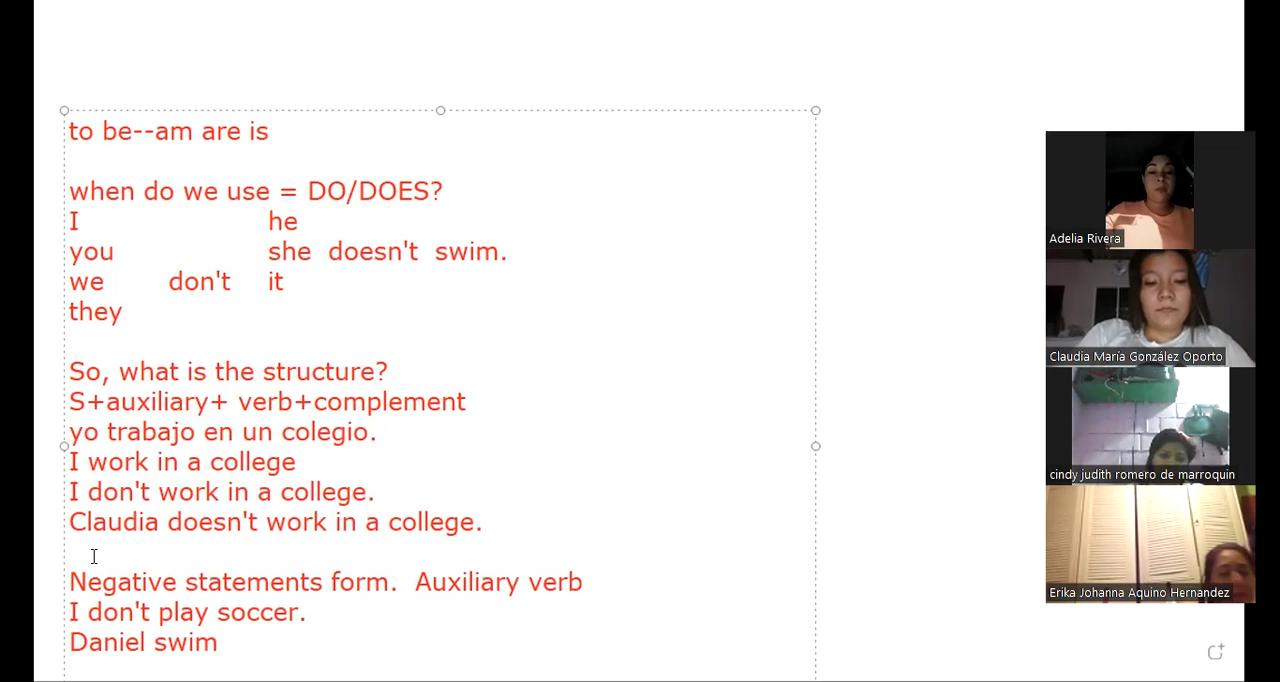 to be--am are is
when do we use = DO/DOES?
I he
you she doesn't swim.
we don't it
they
So, what is the structure?
S+auxiliary+ verb+complement
yo trabajo en un colegio.
I work in a college
I don't work in a college.
Claudia doesn't work in a college.
Negative statements form. Auxiliary verb
I don't play soccer.
Daniel swim
Adelia Rivera
Claudia María González Oporto
cindy judith romero de marroquin
Erika Johanna Aquino Hernandez